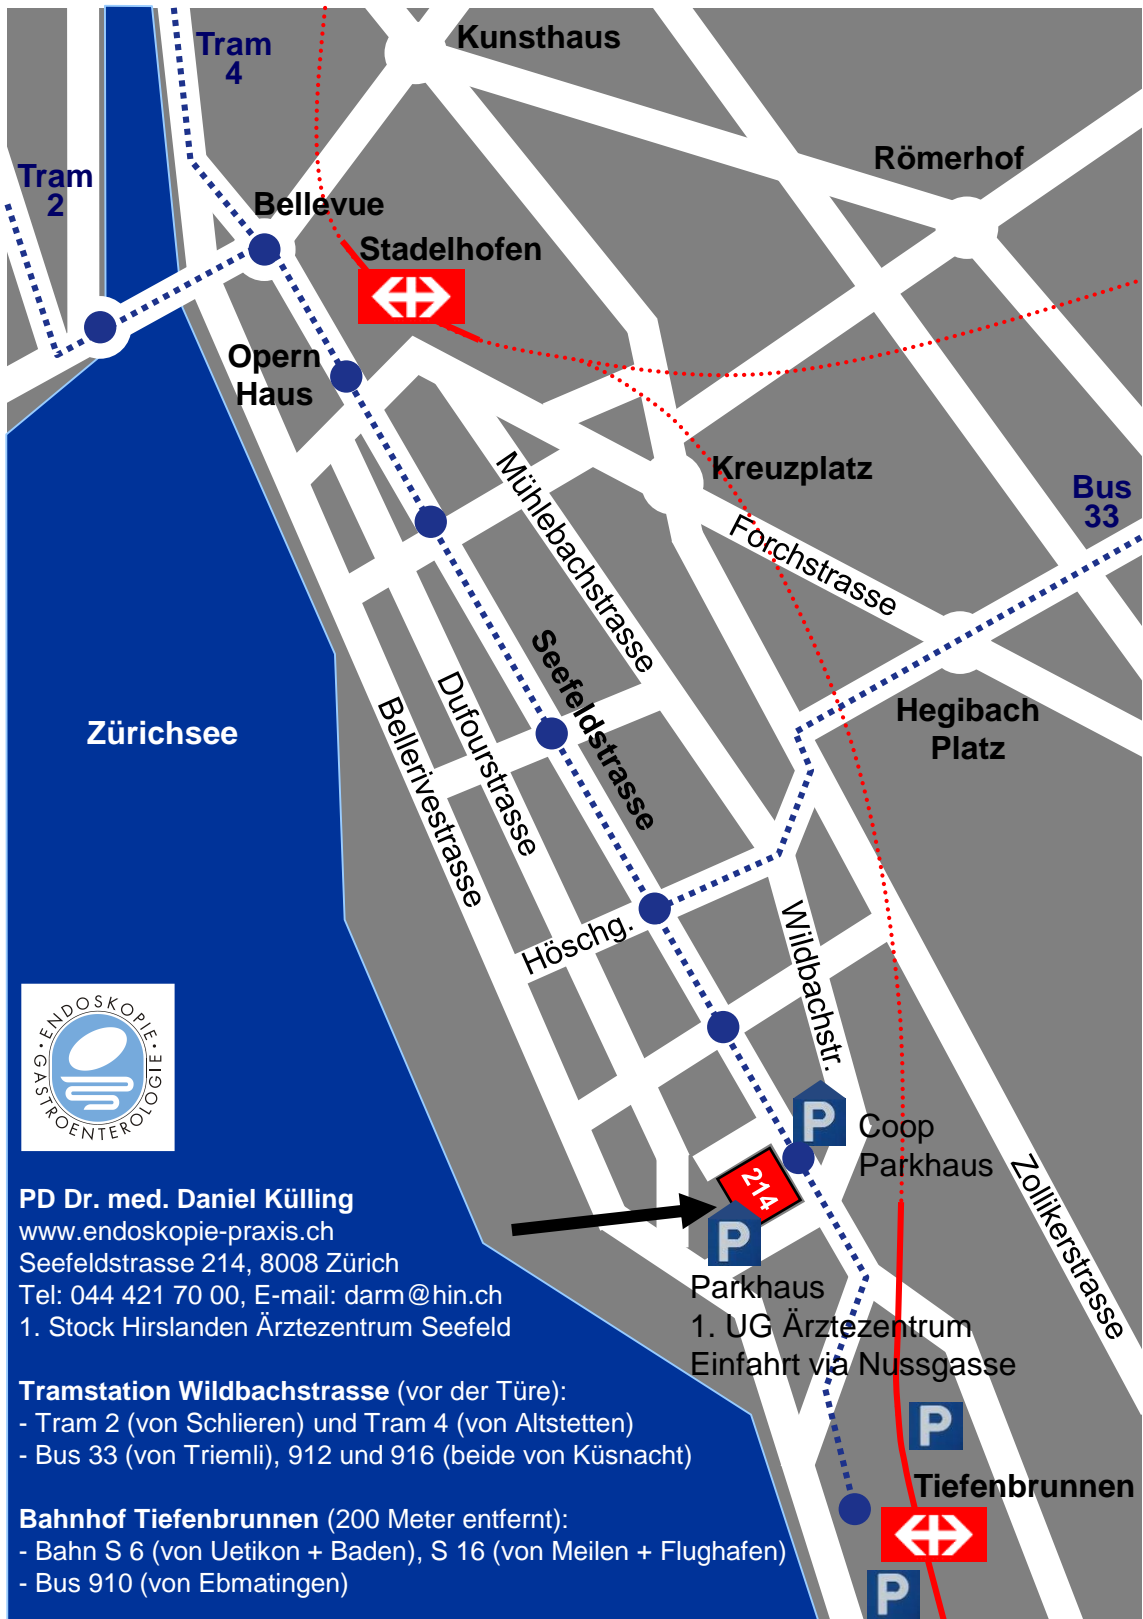 Kunsthaus
Tram
4
Römerhof
Tram
2
Bellevue
Stadelhofen
Opern
Haus
Kreuzplatz
Bus
33
Mühlebachstrasse
Forchstrasse
Seefeldstrasse
Dufourstrasse
Bellerivestrasse
Zürichsee
Hegibach
Platz
Höschg.
Wildbachstr.
ENDOSKOPIE
GASTROENTEROLOGIE
P
Coop
Parkhaus
214
P
Zollikerstrasse
Parkhaus
1. UG Ärztezentrum
Einfahrt via Nussgasse
PD Dr. med. Daniel Külling
www.endoskopie-praxis.ch
Seefeldstrasse 214, 8008 Zürich
Tel: 044 421 70 00, E-mail: darm@hin.ch
1. Stock Hirslanden Ärztezentrum Seefeld
Tramstation Wildbachstrasse (vor der Türe):
- Tram 2 (von Schlieren) und Tram 4 (von Altstetten)
- Bus 33 (von Triemli), 912 und 916 (beide von Küsnacht)
P
Tiefenbrunnen
Bahnhof Tiefenbrunnen (200 Meter entfernt):
- Bahn S 6 (von Uetikon + Baden), S 16 (von Meilen + Flughafen)
- Bus 910 (von Ebmatingen)
P